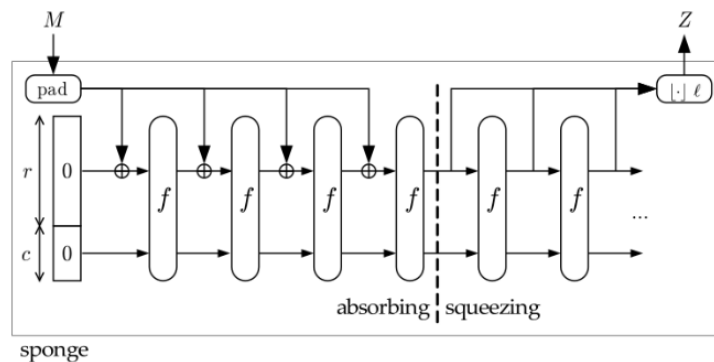 M
Z
pad
⌊·⌋ ℓ
r
0
⊕ ⊕ ⊕ ⊕
f f f f f f
...
c
0
absorbing squeezing
sponge